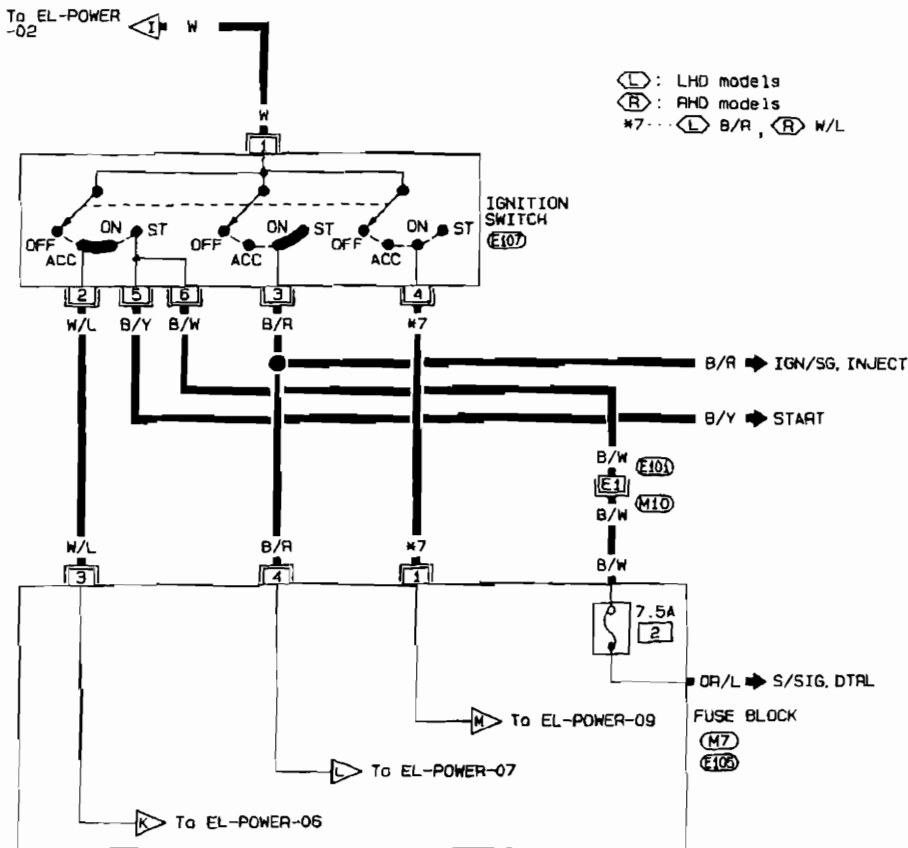 To EL-POWER
-02
I W
L : LHD models
R : RHD models
*7··· L B/R , R W/L
W
1
IGNITION
SWITCH
E107
OFF ACC ON ST
OFF ACC ON ST
OFF ACC ON ST
2 5 6 3 4
W/L B/Y B/W B/R *7
B/R IGN/SG, INJECT
B/Y START
B/W E101
E1
M10
B/W
W/L B/R *7 B/W
3 4 1
7.5A
2
OR/L S/SIG, DTRL
FUSE BLOCK
M7
E105
M To EL-POWER-09
L To EL-POWER-07
K To EL-POWER-06